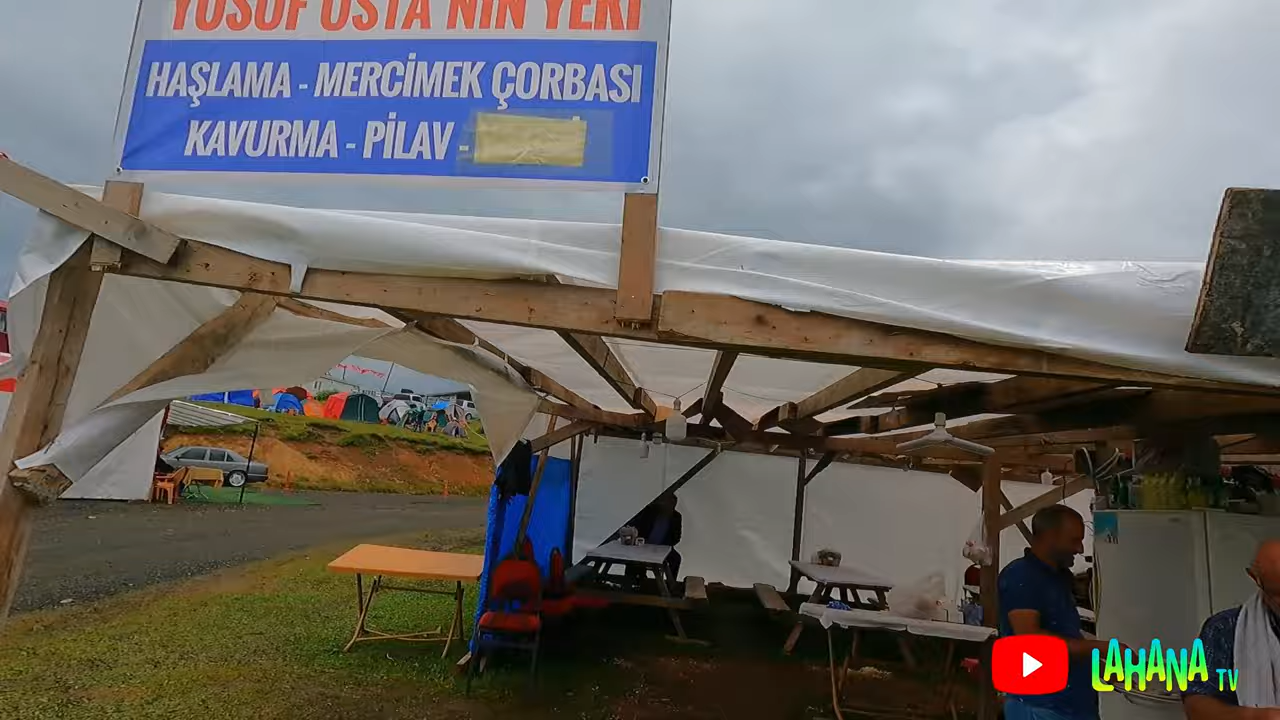 YUSUF USTA'NIN YERİ
HAŞLAMA - MERCİMEK ÇORBASI
KAVURMA - PİLAV -
LAHANA TV